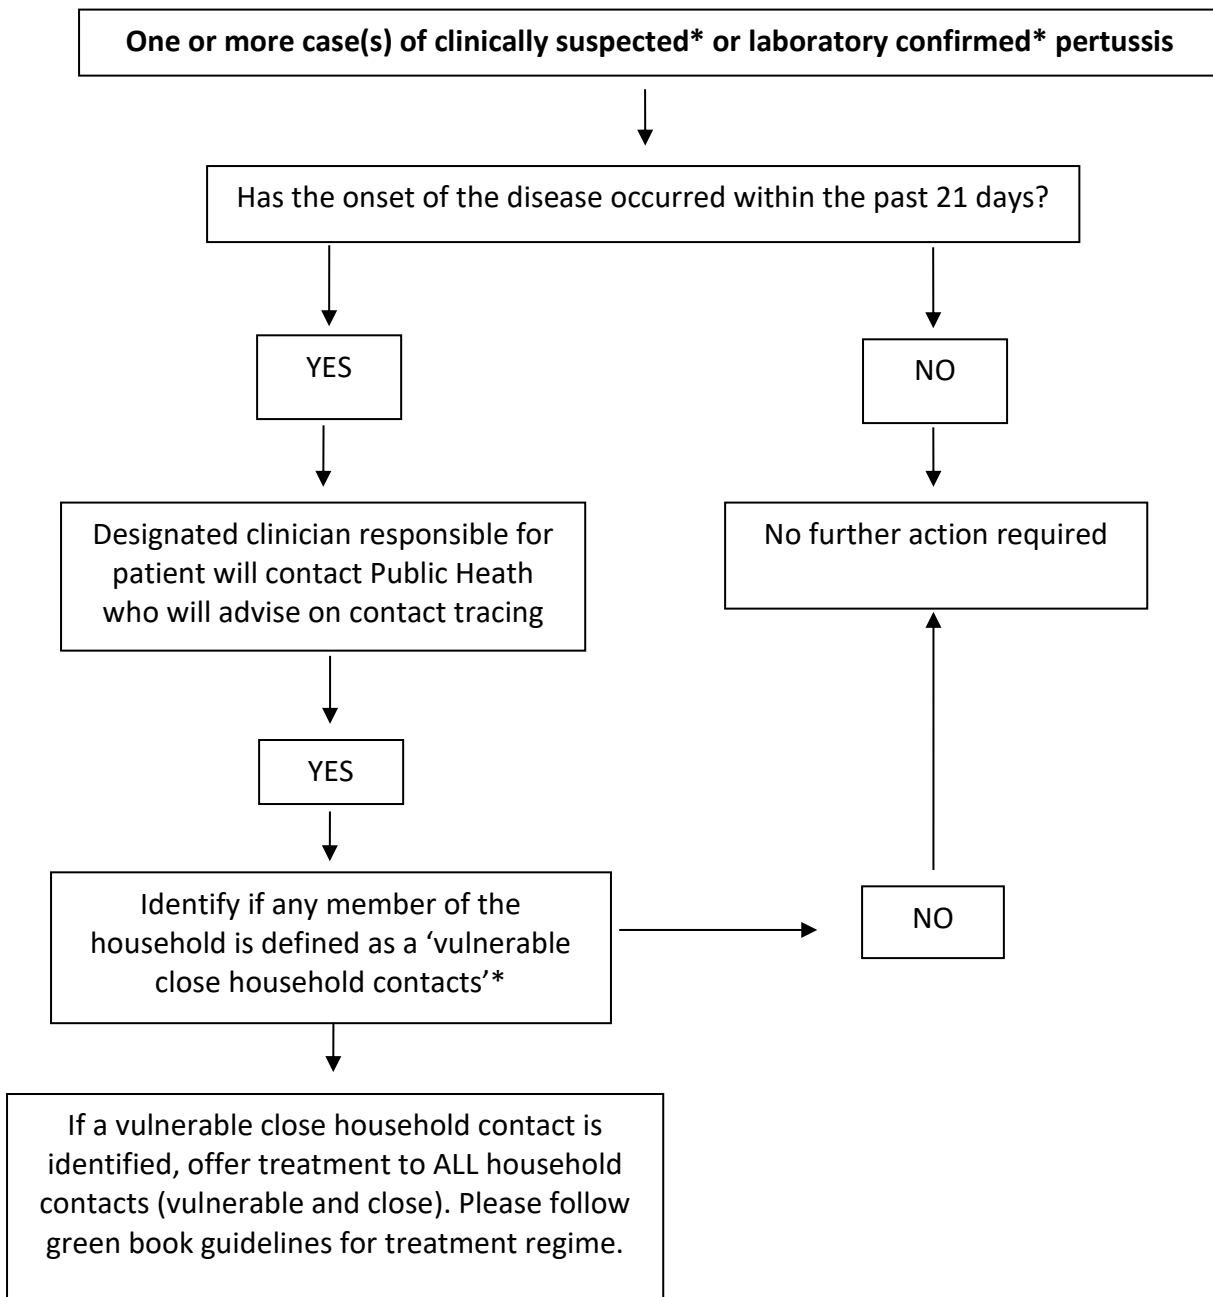 One or more case(s) of clinically suspected* or laboratory confirmed* pertussis
Has the onset of the disease occurred within the past 21 days?
YES
NO
Designated clinician responsible for
patient will contact Public Heath
who will advise on contact tracing
No further action required
YES
Identify if any member of the
household is defined as a ‘vulnerable
close household contacts’*
NO
If a vulnerable close household contact is
identified, offer treatment to ALL household
contacts (vulnerable and close). Please follow
green book guidelines for treatment regime.